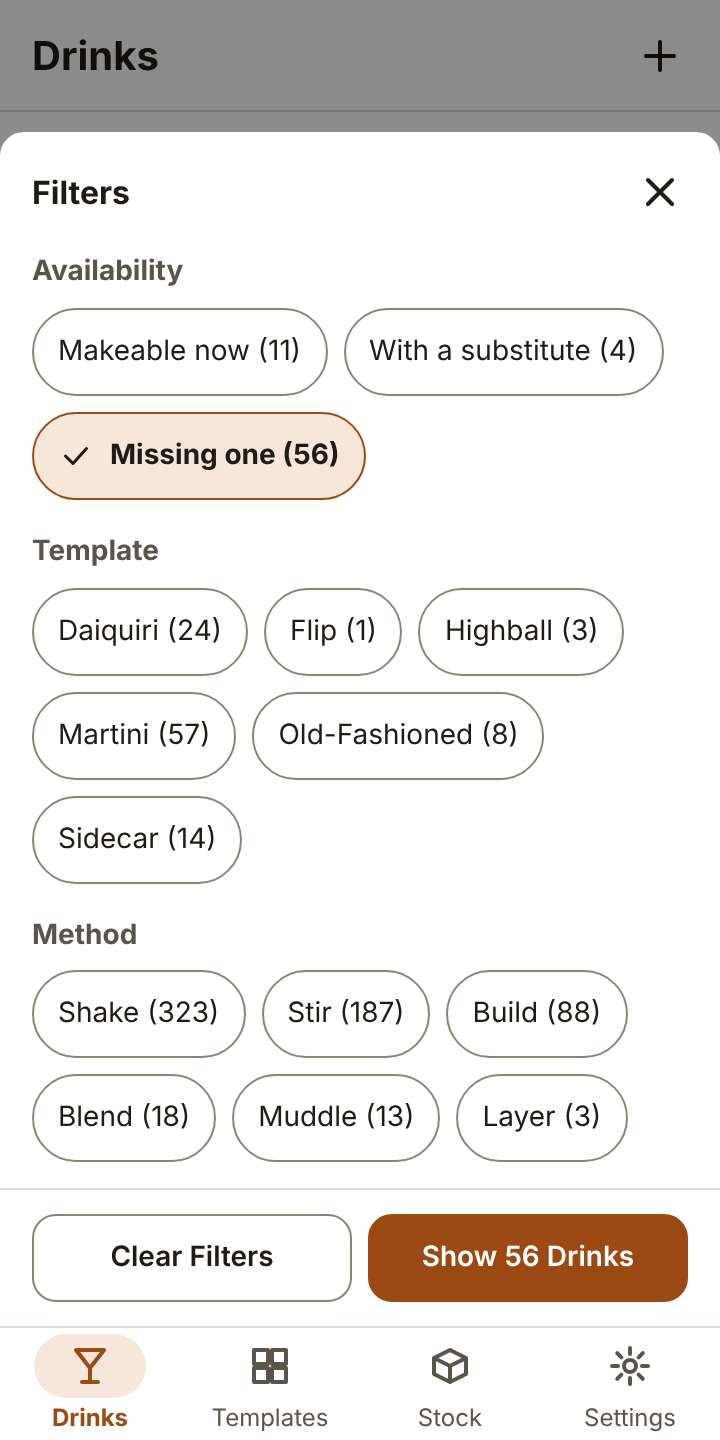 Drinks
Filters
Availability
Makeable now (11) With a substitute (4)
Missing one (56)
Template
Daiquiri (24) Flip (1) Highball (3)
Martini (57) Old-Fashioned (8)
Sidecar (14)
Method
Shake (323) Stir (187) Build (88)
Blend (18) Muddle (13) Layer (3)
Clear Filters Show 56 Drinks
Drinks Templates Stock Settings